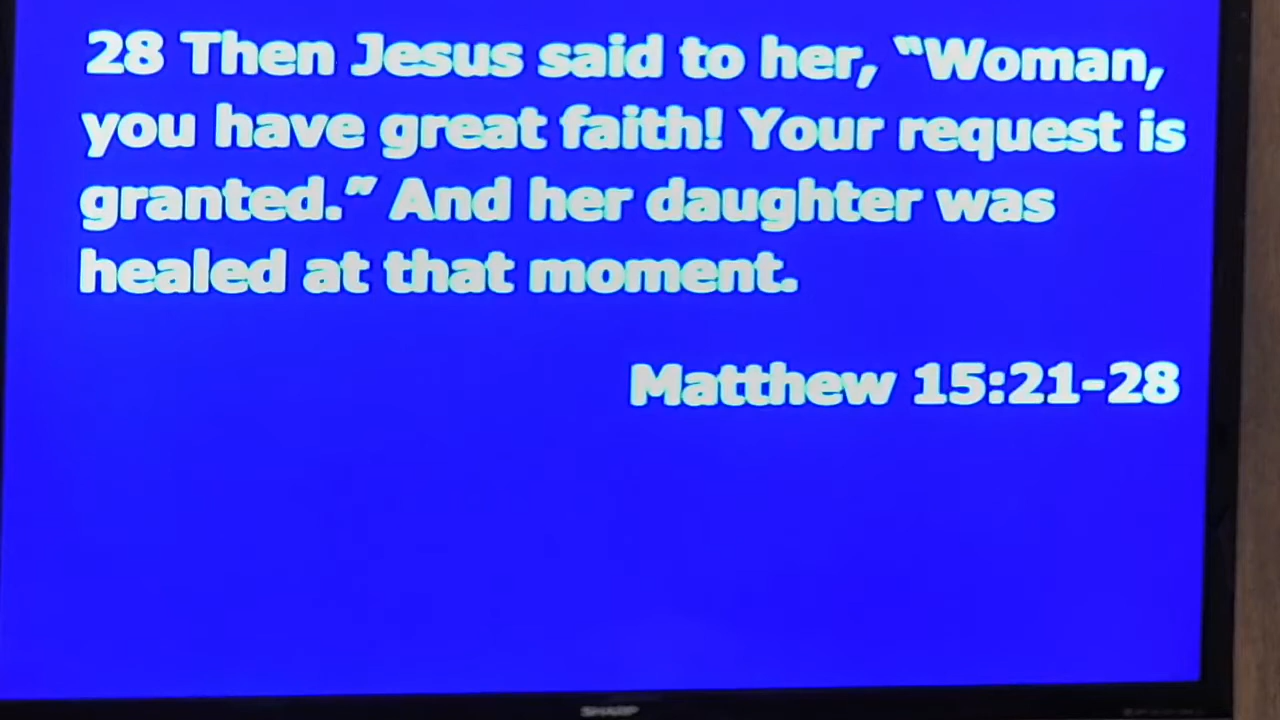 28 Then Jesus said to her, “Woman,
you have great faith! Your request is
granted.” And her daughter was
healed at that moment.
Matthew 15:21-28
SHARP